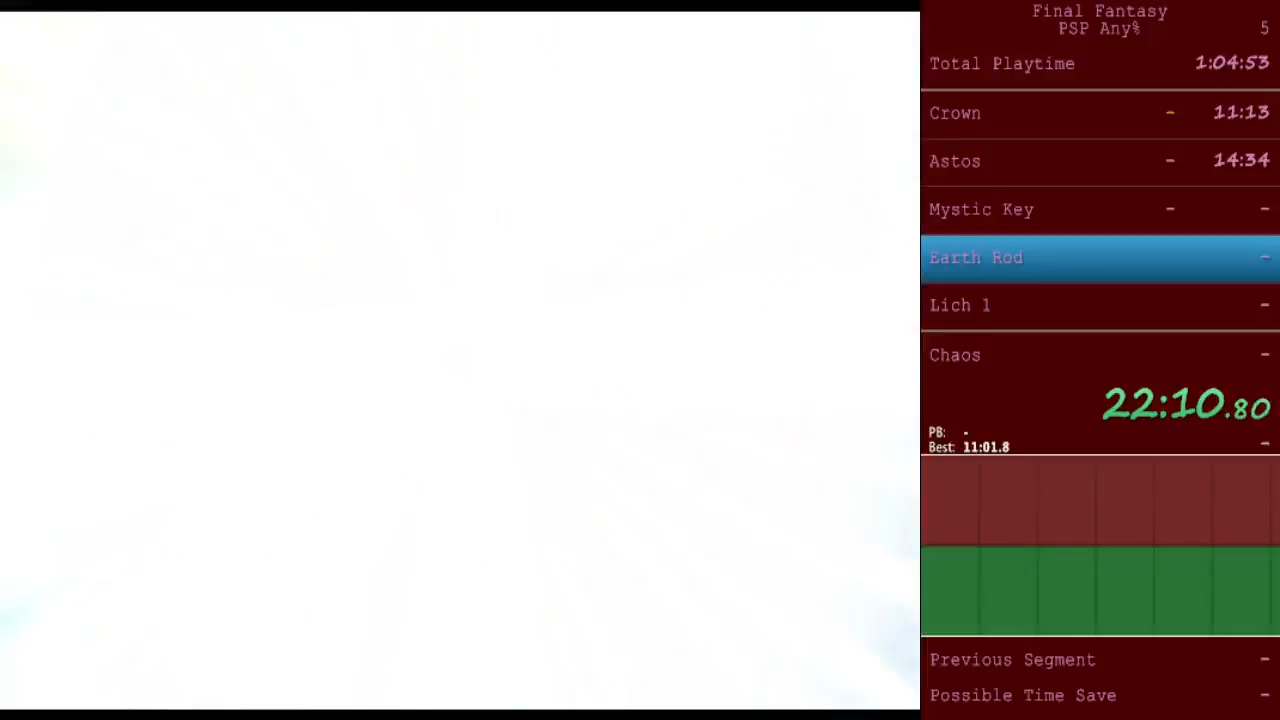 Final Fantasy
PSP Any% 5
Total Playtime 1:04:53
Crown - 11:13
Astos - 14:34
Mystic Key - -
Earth Rod -
Lich 1 -
Chaos -
22:10.80
PB: -
Best: 11:01.8 -
Previous Segment -
Possible Time Save -